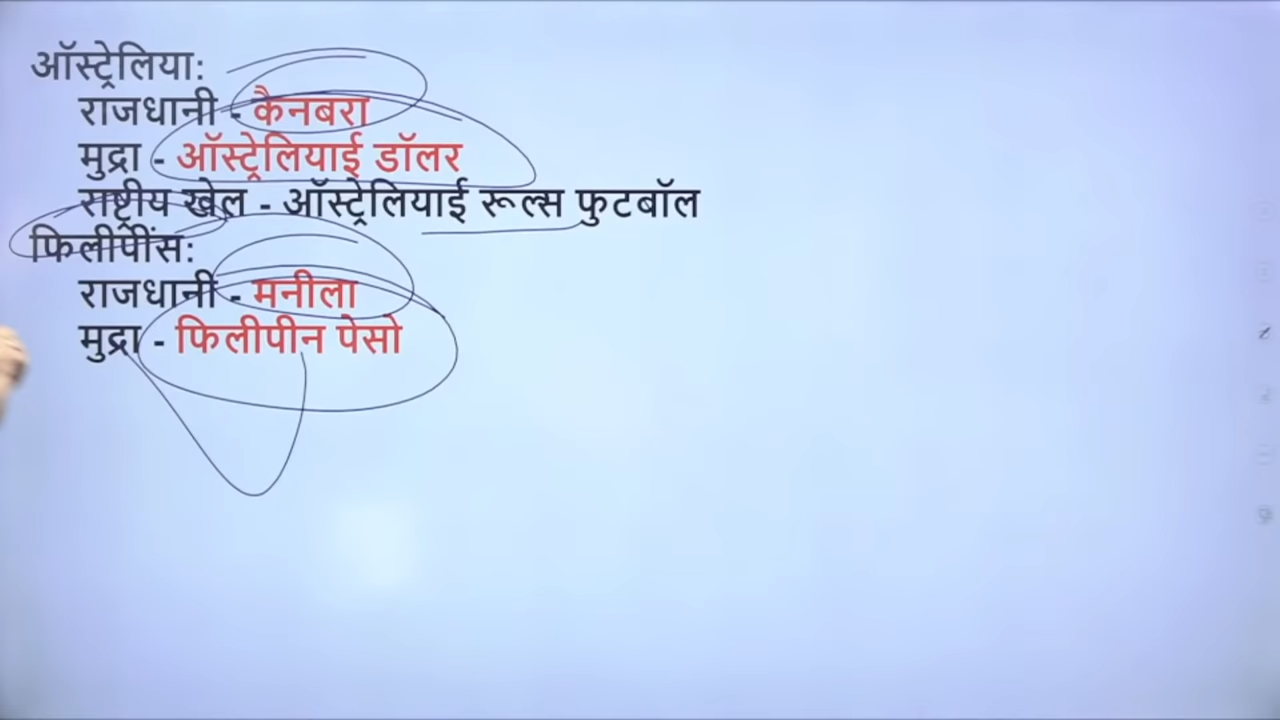 ऑस्ट्रेलिया:
राजधानी - कैनबरा
मुद्रा - ऑस्ट्रेलियाई डॉलर
राष्ट्रीय खेल - ऑस्ट्रेलियाई रूल्स फुटबॉल
फिलीपींस:
राजधानी - मनीला
मुद्रा - फिलीपीन पेसो